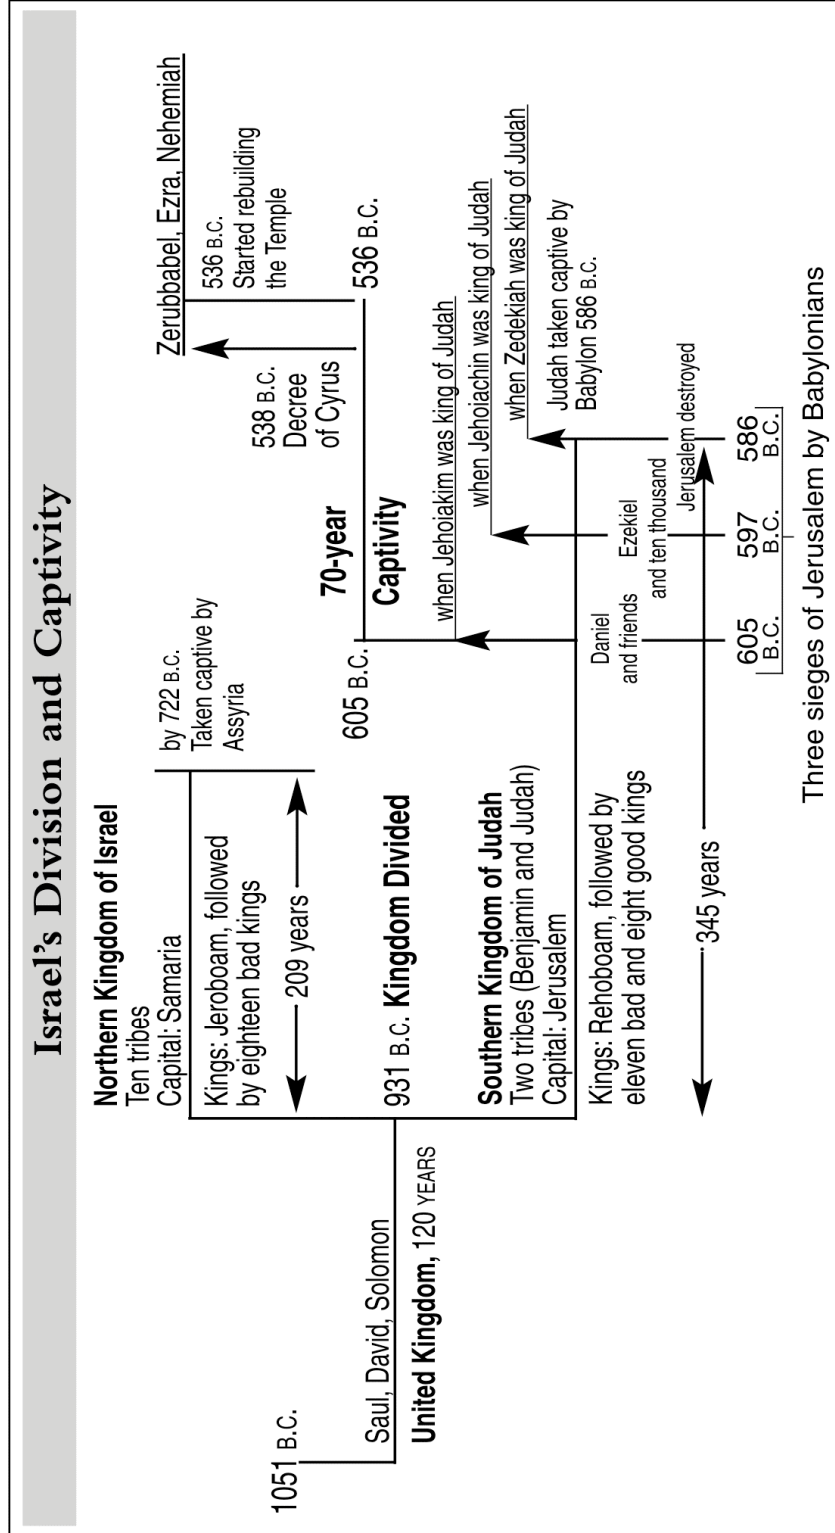 Israel's Division and Captivity
1051 B.C.
Saul, David, Solomon
United Kingdom, 120 YEARS
Northern Kingdom of Israel
Ten tribes
Capital: Samaria
Kings: Jeroboam, followed
by eighteen bad kings
209 years
931 B.C. Kingdom Divided
Southern Kingdom of Judah
Two tribes (Benjamin and Judah)
Capital: Jerusalem
Kings: Rehoboam, followed by
eleven bad and eight good kings
345 years
by 722 B.C.
Taken captive by
Assyria
605 B.C.
70-year
Captivity
538 B.C.
Decree
of Cyrus
Zerubbabel, Ezra, Nehemiah
536 B.C.
Started rebuilding
the Temple
536 B.C.
when Jehoiakim was king of Judah
when Jehoiachin was king of Judah
when Zedekiah was king of Judah
Judah taken captive by
Babylon 586 B.C.
Daniel
and friends
Ezekiel
and ten thousand
Jerusalem destroyed
605
B.C.
597
B.C.
586
B.C.
Three sieges of Jerusalem by Babylonians